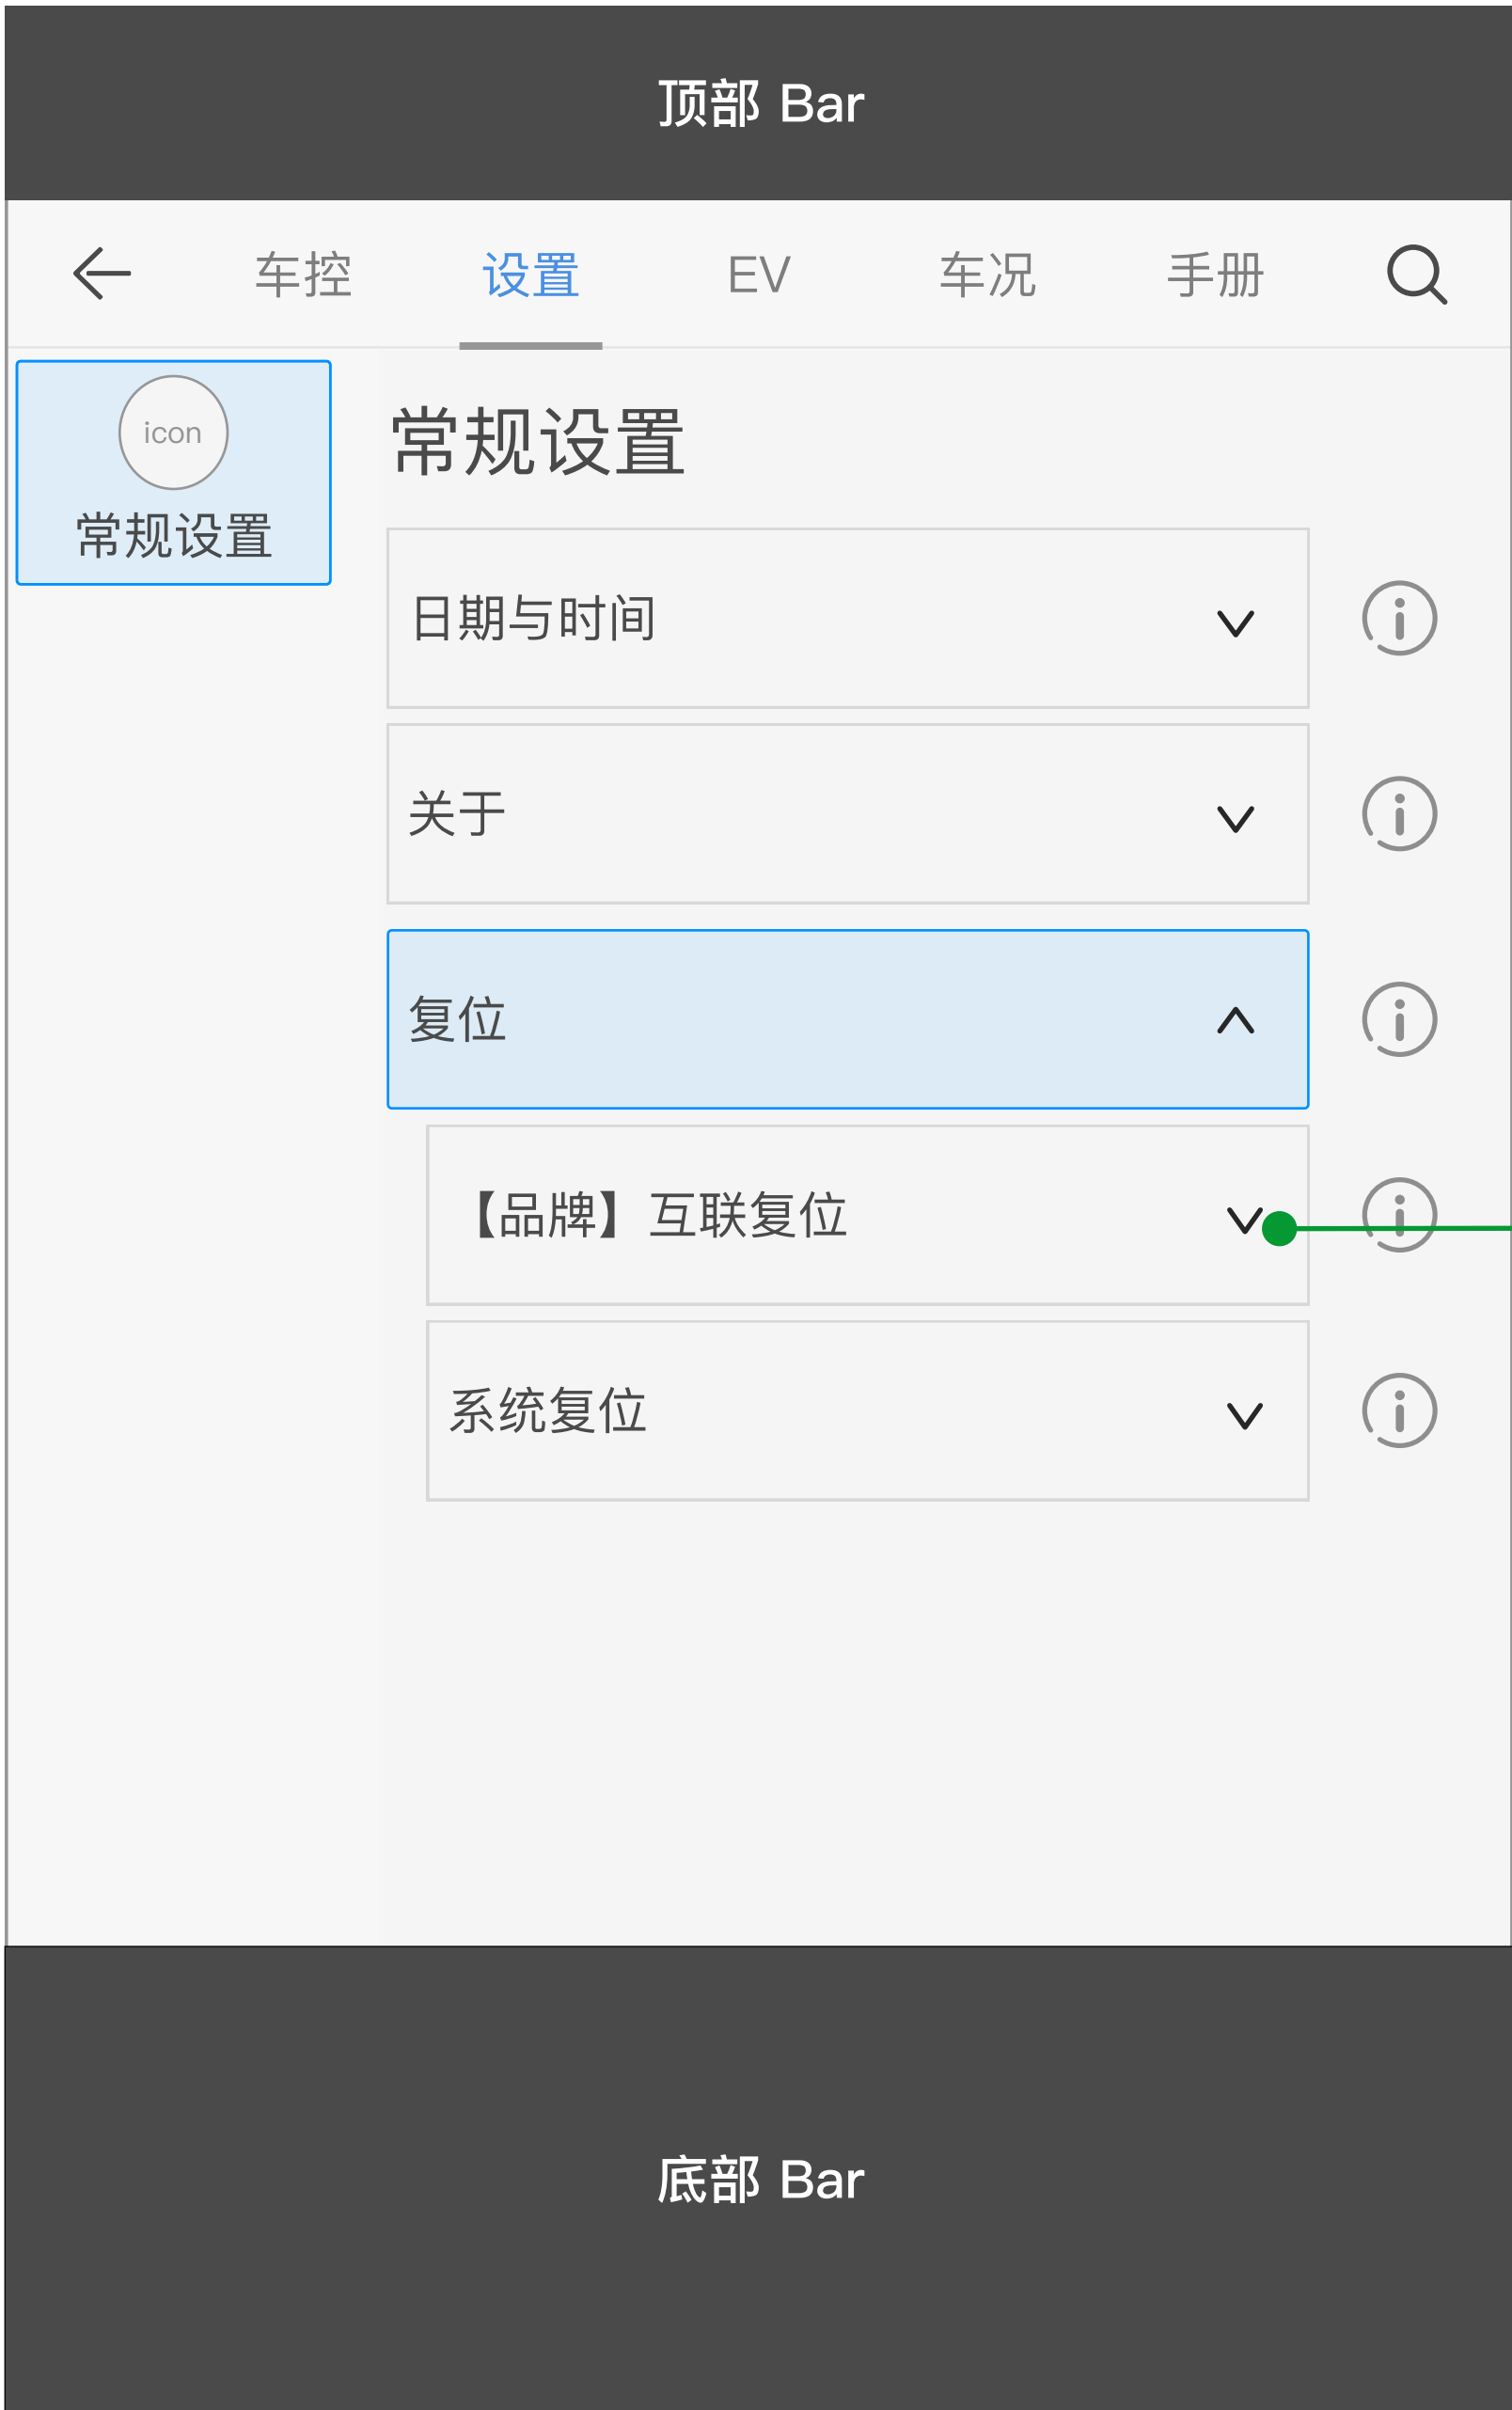 顶部 Bar
车控 设置 EV 车况 手册
icon
常规设置
常规设置
日期与时间
关于
复位
【品牌】 互联复位
系统复位
底部 Bar